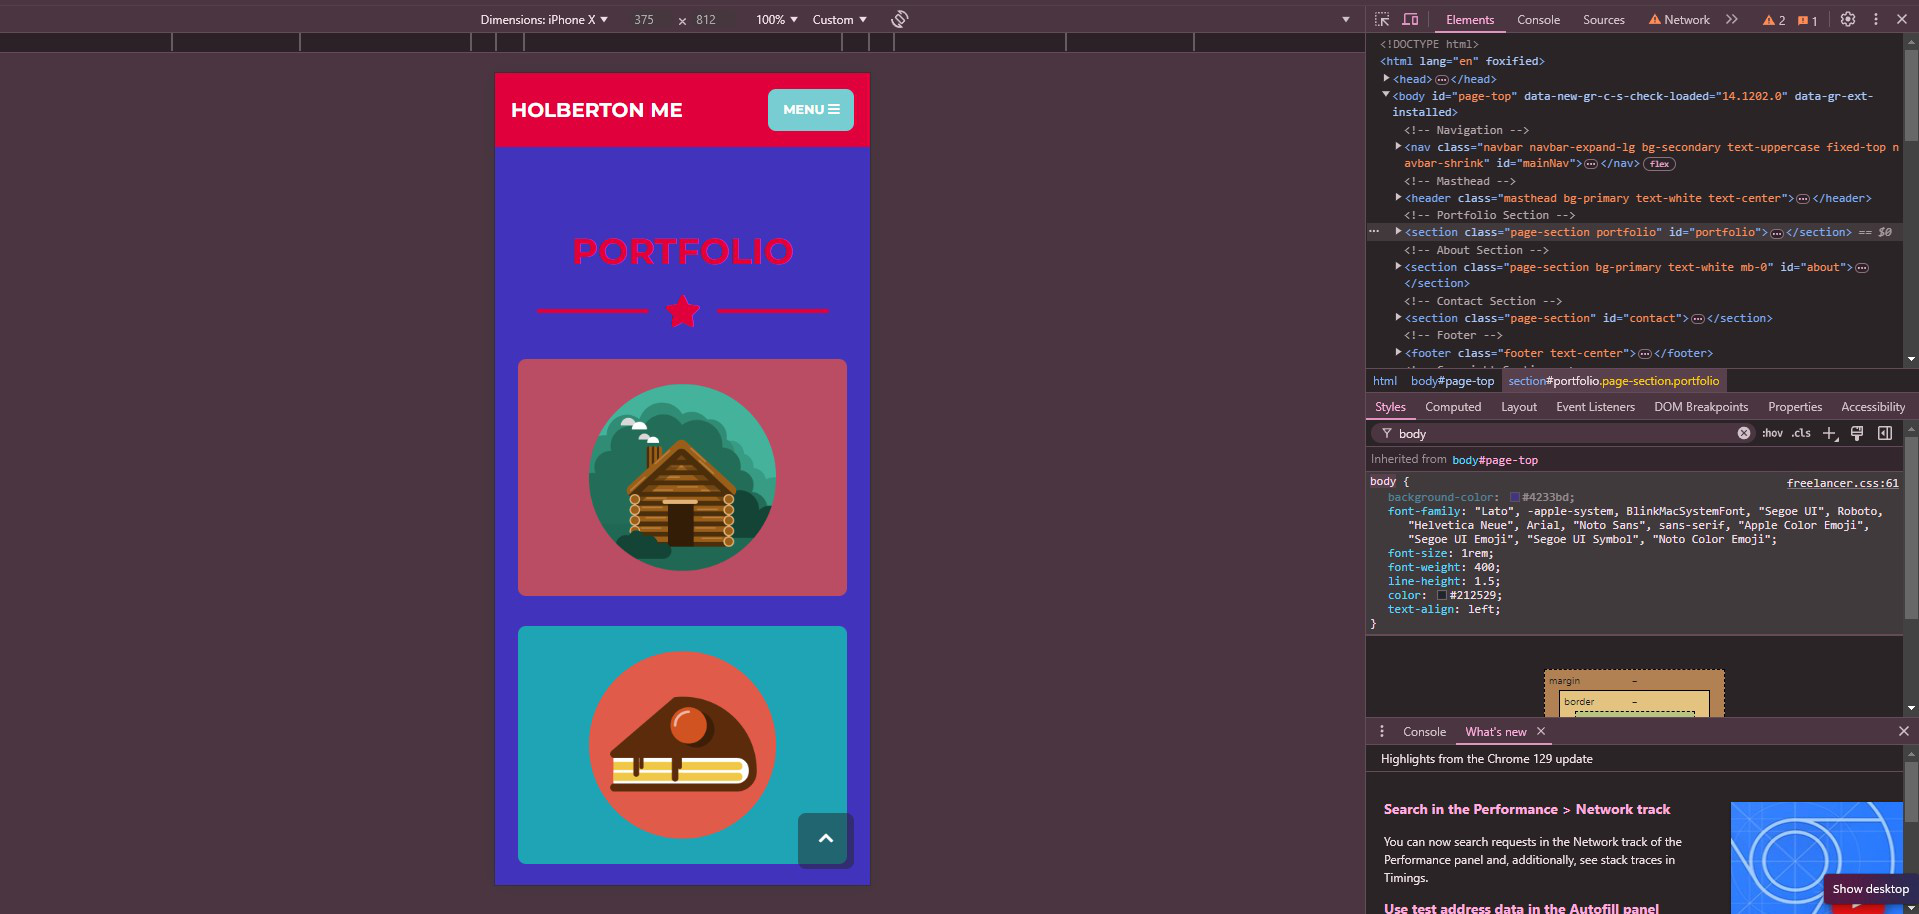 Dimensions: iPhone X ▼ 375 × 812 100% ▼ Custom ▼
HOLBERTON ME
MENU
PORTFOLIO
Elements Console Sources Network 2 1
<!DOCTYPE html>
<html lang="en" foxified>
<head> ⋯ </head>
<body id="page-top" data-new-gr-c-s-check-loaded="14.1202.0" data-gr-ext-
installed>
<!-- Navigation -->
<nav class="navbar navbar-expand-lg bg-secondary text-uppercase fixed-top n
avbar-shrink" id="mainNav"> ⋯ </nav> flex
<!-- Masthead -->
<header class="masthead bg-primary text-white text-center"> ⋯ </header>
<!-- Portfolio Section -->
<section class="page-section portfolio" id="portfolio"> ⋯ </section> == $0
<!-- About Section -->
<section class="page-section bg-primary text-white mb-0" id="about"> ⋯
</section>
<!-- Contact Section -->
<section class="page-section" id="contact"> ⋯ </section>
<!-- Footer -->
<footer class="footer text-center"> ⋯ </footer>
html body#page-top section#portfolio.page-section.portfolio
Styles Computed Layout Event Listeners DOM Breakpoints Properties Accessibility
body :hov .cls
Inherited from body#page-top
body { freelancer.css:61
background-color: #4233bd;
font-family: "Lato", -apple-system, BlinkMacSystemFont, "Segoe UI", Roboto,
"Helvetica Neue", Arial, "Noto Sans", sans-serif, "Apple Color Emoji",
"Segoe UI Emoji", "Segoe UI Symbol", "Noto Color Emoji";
font-size: 1rem;
font-weight: 400;
line-height: 1.5;
color: #212529;
text-align: left;
}
margin –
border –
Console What's new
Highlights from the Chrome 129 update
Search in the Performance > Network track
You can now search requests in the Network track of the
Performance panel and, additionally, see stack traces in
Timings.
Show desktop
Use test address data in the Autofill panel